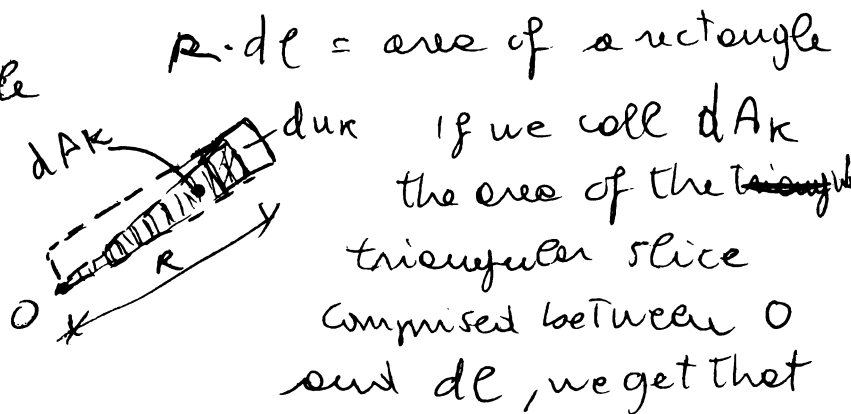 le
R·dl = area of a rectangle
dAK
duk
If we call dAK
the area of the
R
triangular slice
O
comprised between O
and dl, we get that